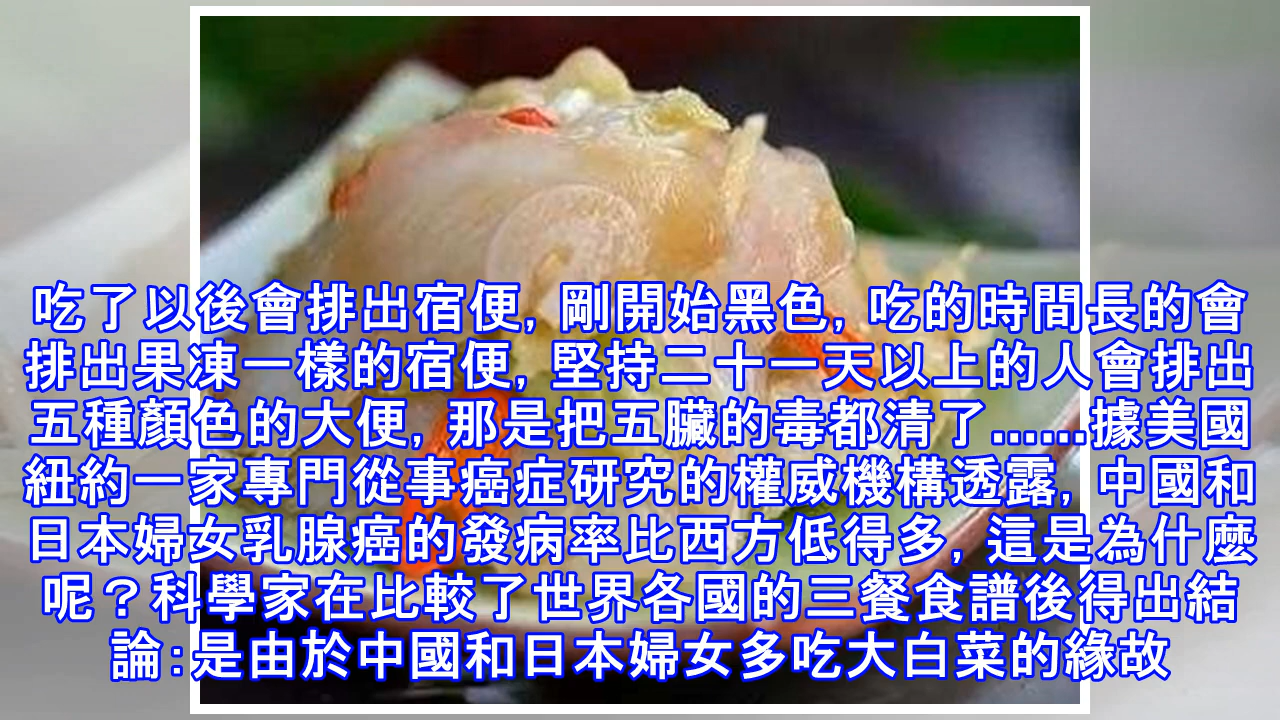 吃了以後會排出宿便, 剛開始黑色, 吃的時間長的會
排出果凍一樣的宿便, 堅持二十一天以上的人會排出
五種顏色的大便, 那是把五臟的毒都清了......據美國
紐約一家專門從事癌症研究的權威機構透露, 中國和
日本婦女乳腺癌的發病率比西方低得多, 這是為什麼
呢？科學家在比較了世界各國的三餐食譜後得出結
論:是由於中國和日本婦女多吃大白菜的緣故